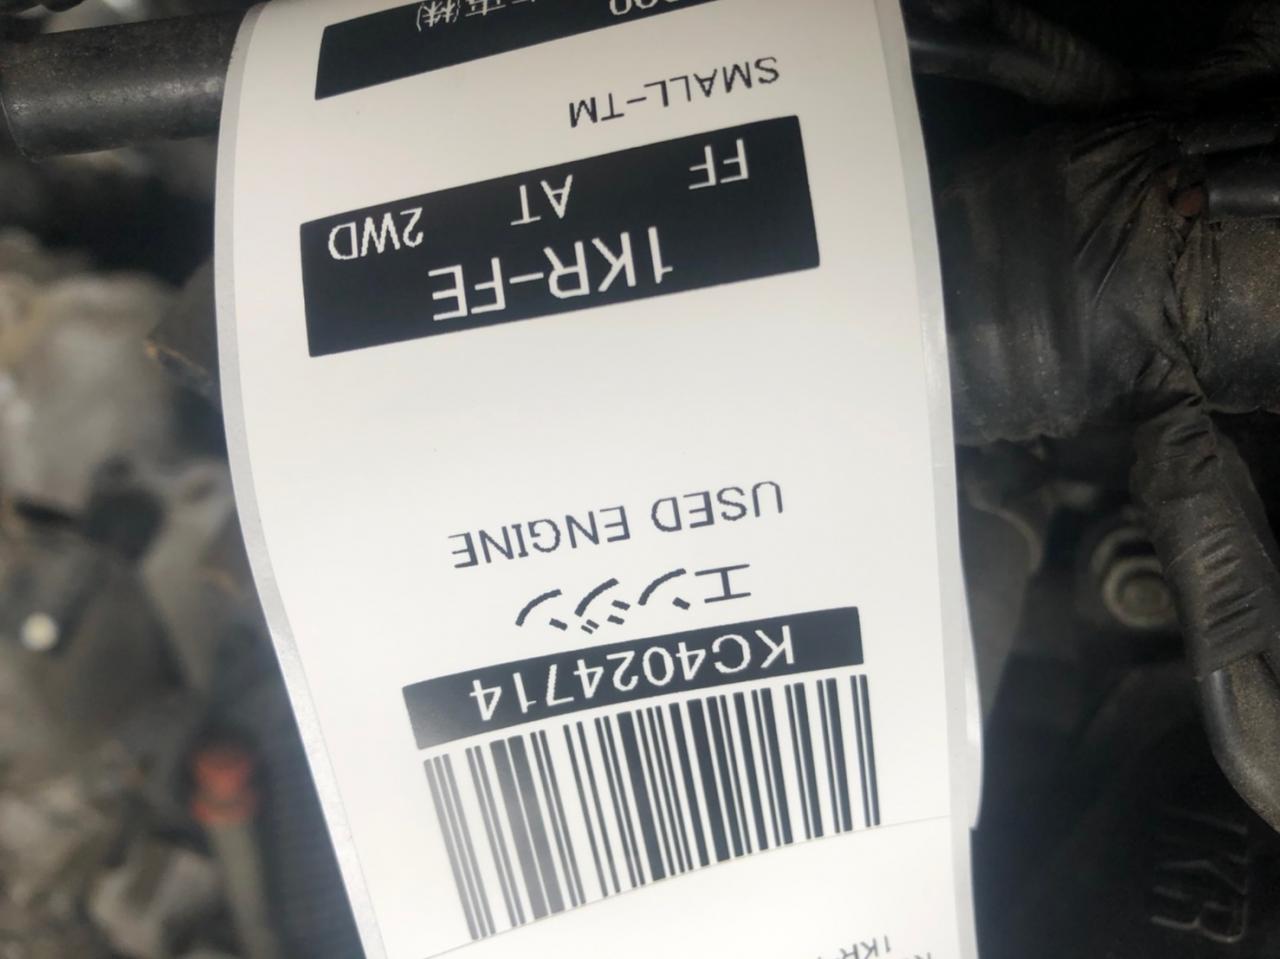 KC4024714
エンジン
USED ENGINE
1KR-FE
FF AT 2WD
SMALL-TM